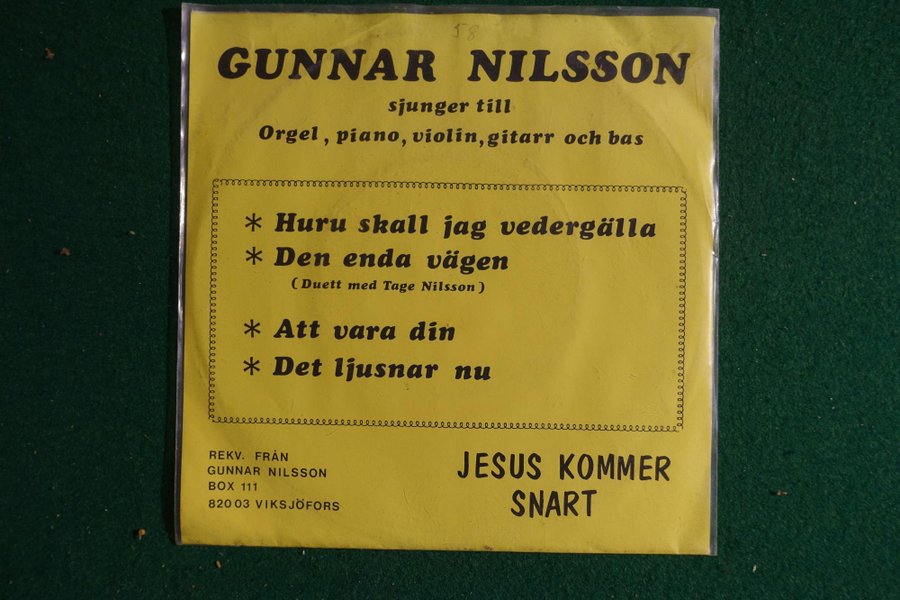 58
GUNNAR NILSSON
sjunger till
Orgel, piano, violin, gitarr och bas
* Huru skall jag vedergälla
* Den enda vägen
(Duett med Tage Nilsson)
* Att vara din
* Det ljusnar nu
REKV. FRÅN
GUNNAR NILSSON
BOX 111
820 03 VIKSJÖFORS
JESUS KOMMER
SNART